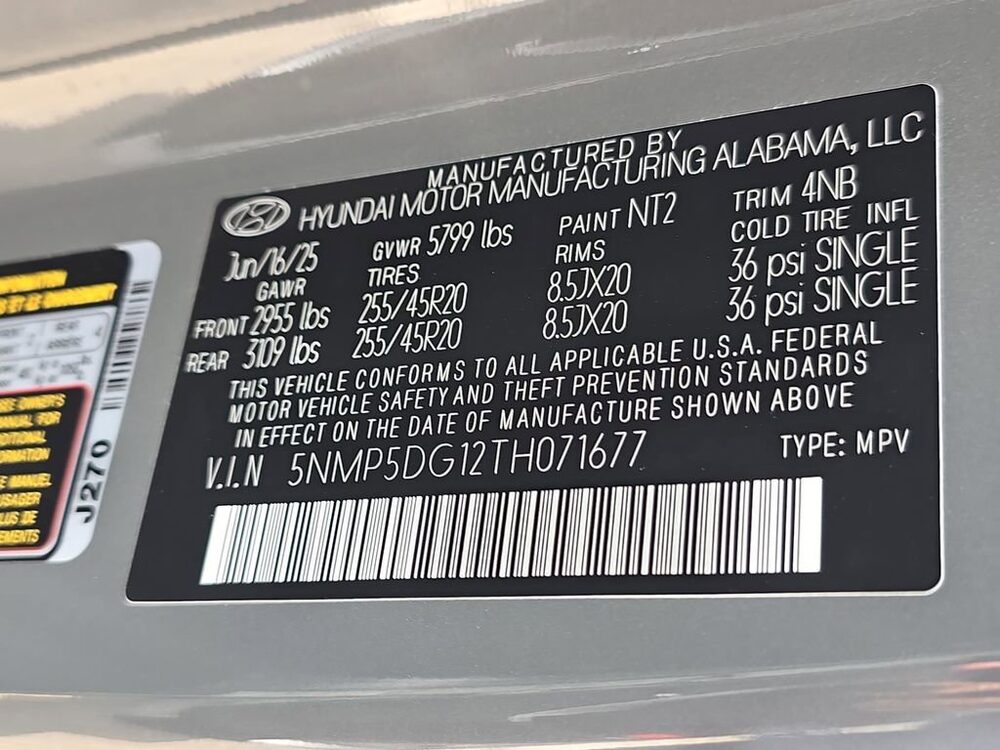 MANUFACTURED BY
HYUNDAI MOTOR MANUFACTURING ALABAMA, LLC
Jun/16/25 GVWR 5799 lbs PAINT NT2 TRIM 4NB
GAWR TIRES RIMS COLD TIRE INFL
FRONT 2955 lbs 255/45R20 8.5JX20 36 psi SINGLE
REAR 3109 lbs 255/45R20 8.5JX20 36 psi SINGLE
THIS VEHICLE CONFORMS TO ALL APPLICABLE U.S.A. FEDERAL
MOTOR VEHICLE SAFETY AND THEFT PREVENTION STANDARDS
IN EFFECT ON THE DATE OF MANUFACTURE SHOWN ABOVE
V.I.N 5NMP5DG12TH071677 TYPE: MPV
J270